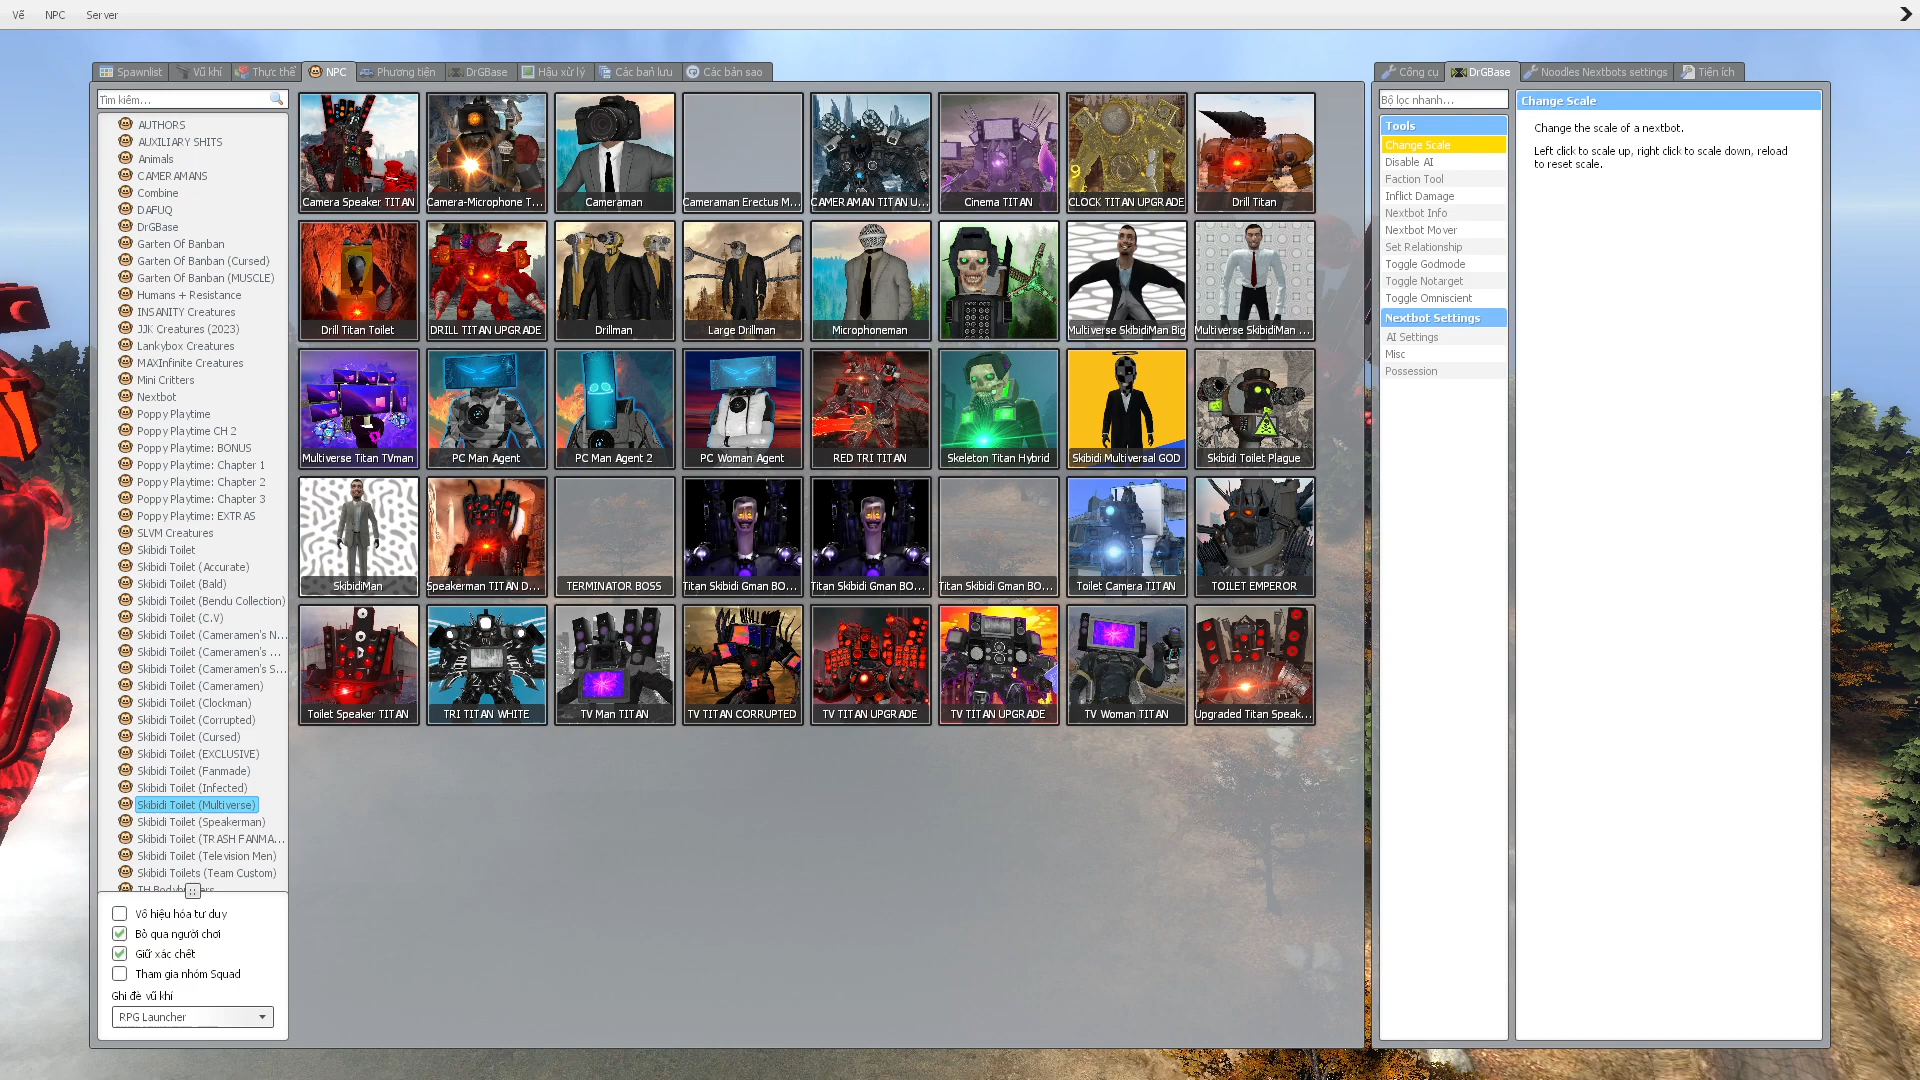 Vẽ
NPC
Server
Spawnlist
Vũ khí
Thực thể
NPC
Phương tiện
DrGBase
Hậu xử lý
Các bản lưu
Các bản sao
Công cụ
DrGBase
Noodles Nextbots settings
Tiện ích
Tìm kiếm...
AUTHORS
AUXILIARY SHITS
Animals
CAMERAMANS
Combine
DAFUQ
DrGBase
Garten Of Banban
Garten Of Banban (Cursed)
Garten Of Banban (MUSCLE)
Humans + Resistance
INSANITY Creatures
JJK Creatures (2023)
Lankybox Creatures
MAXInfinite Creatures
Mini Critters
Nextbot
Poppy Playtime
Poppy Playtime CH 2
Poppy Playtime: BONUS
Poppy Playtime: Chapter 1
Poppy Playtime: Chapter 2
Poppy Playtime: Chapter 3
Poppy Playtime: EXTRAS
SLVM Creatures
Skibidi Toilet
Skibidi Toilet (Accurate)
Skibidi Toilet (Bald)
Skibidi Toilet (Bendu Collection)
Skibidi Toilet (C.V)
Skibidi Toilet (Cameramen's N...
Skibidi Toilet (Cameramen's ...
Skibidi Toilet (Cameramen's S...
Skibidi Toilet (Cameramen)
Skibidi Toilet (Clockman)
Skibidi Toilet (Corrupted)
Skibidi Toilet (Cursed)
Skibidi Toilet (EXCLUSIVE)
Skibidi Toilet (Fanmade)
Skibidi Toilet (Infected)
Skibidi Toilet (Multiverse)
Skibidi Toilet (Speakerman)
Skibidi Toilet (TRASH FANMA...
Skibidi Toilet (Television Men)
Skibidi Toilets (Team Custom)
Vô hiệu hóa tư duy
Bỏ qua người chơi
Giữ xác chết
Tham gia nhóm Squad
Ghi đè vũ khí
RPG Launcher
Camera Speaker TITAN
Camera-Microphone T...
Cameraman
Cameraman Erectus M...
CAMERAMAN TITAN U...
Cinema TITAN
CLOCK TITAN UPGRADE
Drill Titan
Drill Titan Toilet
DRILL TITAN UPGRADE
Drillman
Large Drillman
Microphoneman
Multiverse SkibidiMan Big
Multiverse SkibidiMan ...
Multiverse Titan TVman
PC Man Agent
PC Man Agent 2
PC Woman Agent
RED TRI TITAN
Skeleton Titan Hybrid
Skibidi Multiversal GOD
Skibidi Toilet Plague
SkibidiMan
Speakerman TITAN D...
TERMINATOR BOSS
Titan Skibidi Gman BO...
Titan Skibidi Gman BO...
Titan Skibidi Gman BO...
Toilet Camera TITAN
TOILET EMPEROR
Toilet Speaker TITAN
TRI TITAN WHITE
TV Man TITAN
TV TITAN CORRUPTED
TV TITAN UPGRADE
TV TITAN UPGRADE
TV Woman TITAN
Upgraded Titan Speak...
Bộ lọc nhanh...
Tools
Change Scale
Disable AI
Faction Tool
Inflict Damage
Nextbot Info
Nextbot Mover
Set Relationship
Toggle Godmode
Toggle Notarget
Toggle Omniscient
Nextbot Settings
AI Settings
Misc
Possession
Change Scale
Change the scale of a nextbot.
Left click to scale up, right click to scale down, reload
to reset scale.